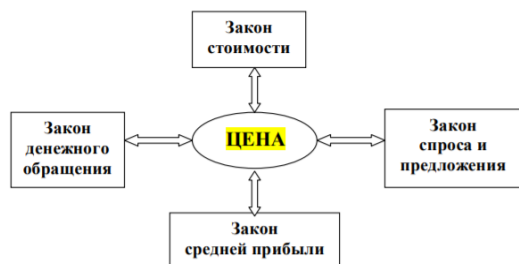 Закон
стоимости
Закон
денежного
обращения
ЦЕНА
Закон
спроса и
предложения
Закон
средней прибыли